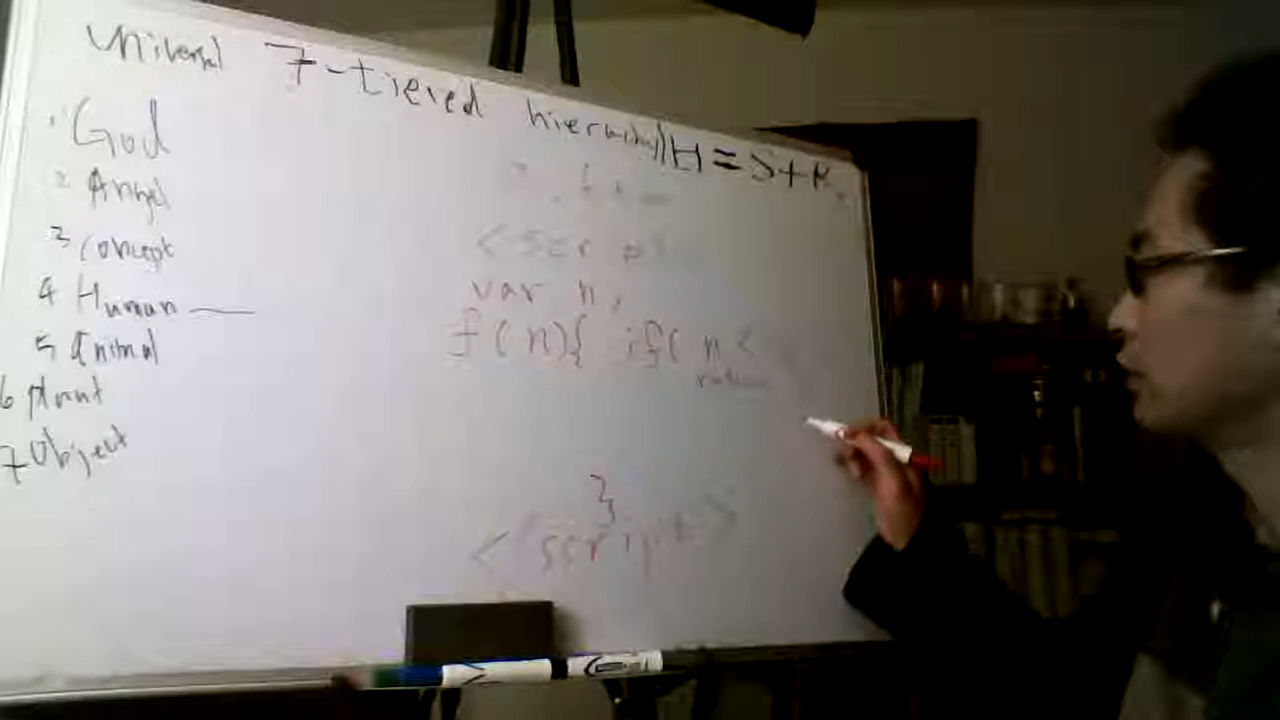 Universal 7-tiered hierarchy H = S+R.
1 God
2 Angel
3 Concept
4 Human
5 Animal
6 Plant
7 Object
<script>
var n;
f(n){ if( n <
return
}
</script>